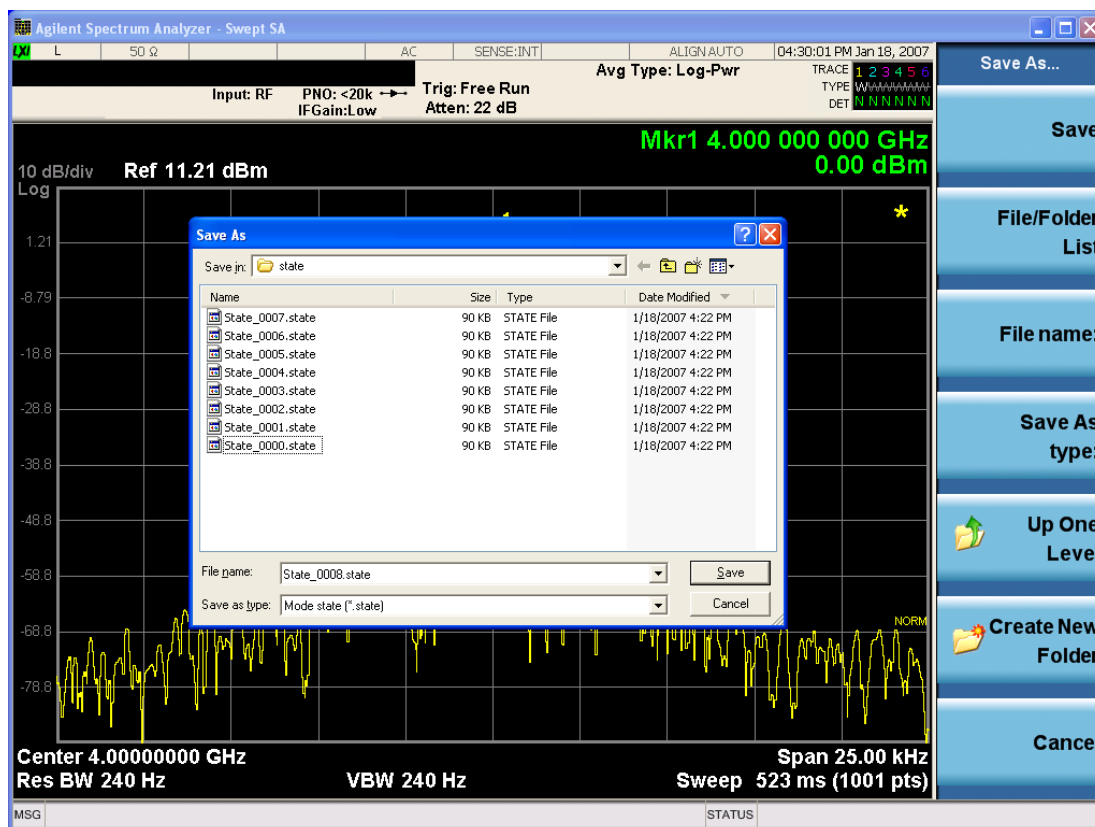 Agilent Spectrum Analyzer - Swept SA
LXI L 50 Ω AC SENSE:INT ALIGN AUTO 04:30:01 PM Jan 18, 2007
Input: RF PNO: <20k Trig: Free Run Avg Type: Log-Pwr TRACE 1 2 3 4 5 6
IFGain:Low Atten: 22 dB TYPE W
DET N N N N N N
Mkr1 4.000 000 000 GHz
0.00 dBm
10 dB/div Ref 11.21 dBm
Log
1.21
-8.79
-18.8
-28.8
-38.8
-48.8
-58.8
-68.8
-78.8
NORM
Save As
Save in: state
Name Size Type Date Modified
State_0007.state 90 KB STATE File 1/18/2007 4:22 PM
State_0006.state 90 KB STATE File 1/18/2007 4:22 PM
State_0005.state 90 KB STATE File 1/18/2007 4:22 PM
State_0004.state 90 KB STATE File 1/18/2007 4:22 PM
State_0003.state 90 KB STATE File 1/18/2007 4:22 PM
State_0002.state 90 KB STATE File 1/18/2007 4:22 PM
State_0001.state 90 KB STATE File 1/18/2007 4:22 PM
State_0000.state 90 KB STATE File 1/18/2007 4:22 PM
File name: State_0008.state Save
Save as type: Mode state (*.state) Cancel
Center 4.00000000 GHz Span 25.00 kHz
Res BW 240 Hz VBW 240 Hz Sweep 523 ms (1001 pts)
MSG STATUS
Save As...
Save
File/Folder
List
File name:
Save As
type:
Up One
Leve
Create New
Folder
Cance